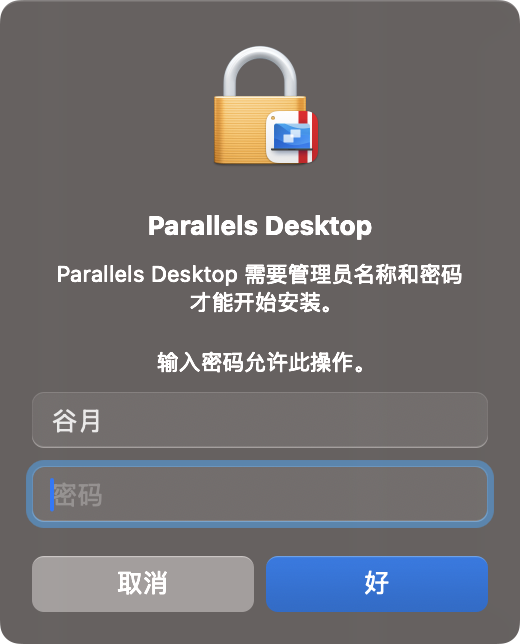 Parallels Desktop
Parallels Desktop 需要管理员名称和密码
才能开始安装。
输入密码允许此操作。
谷月
密码
取消
好